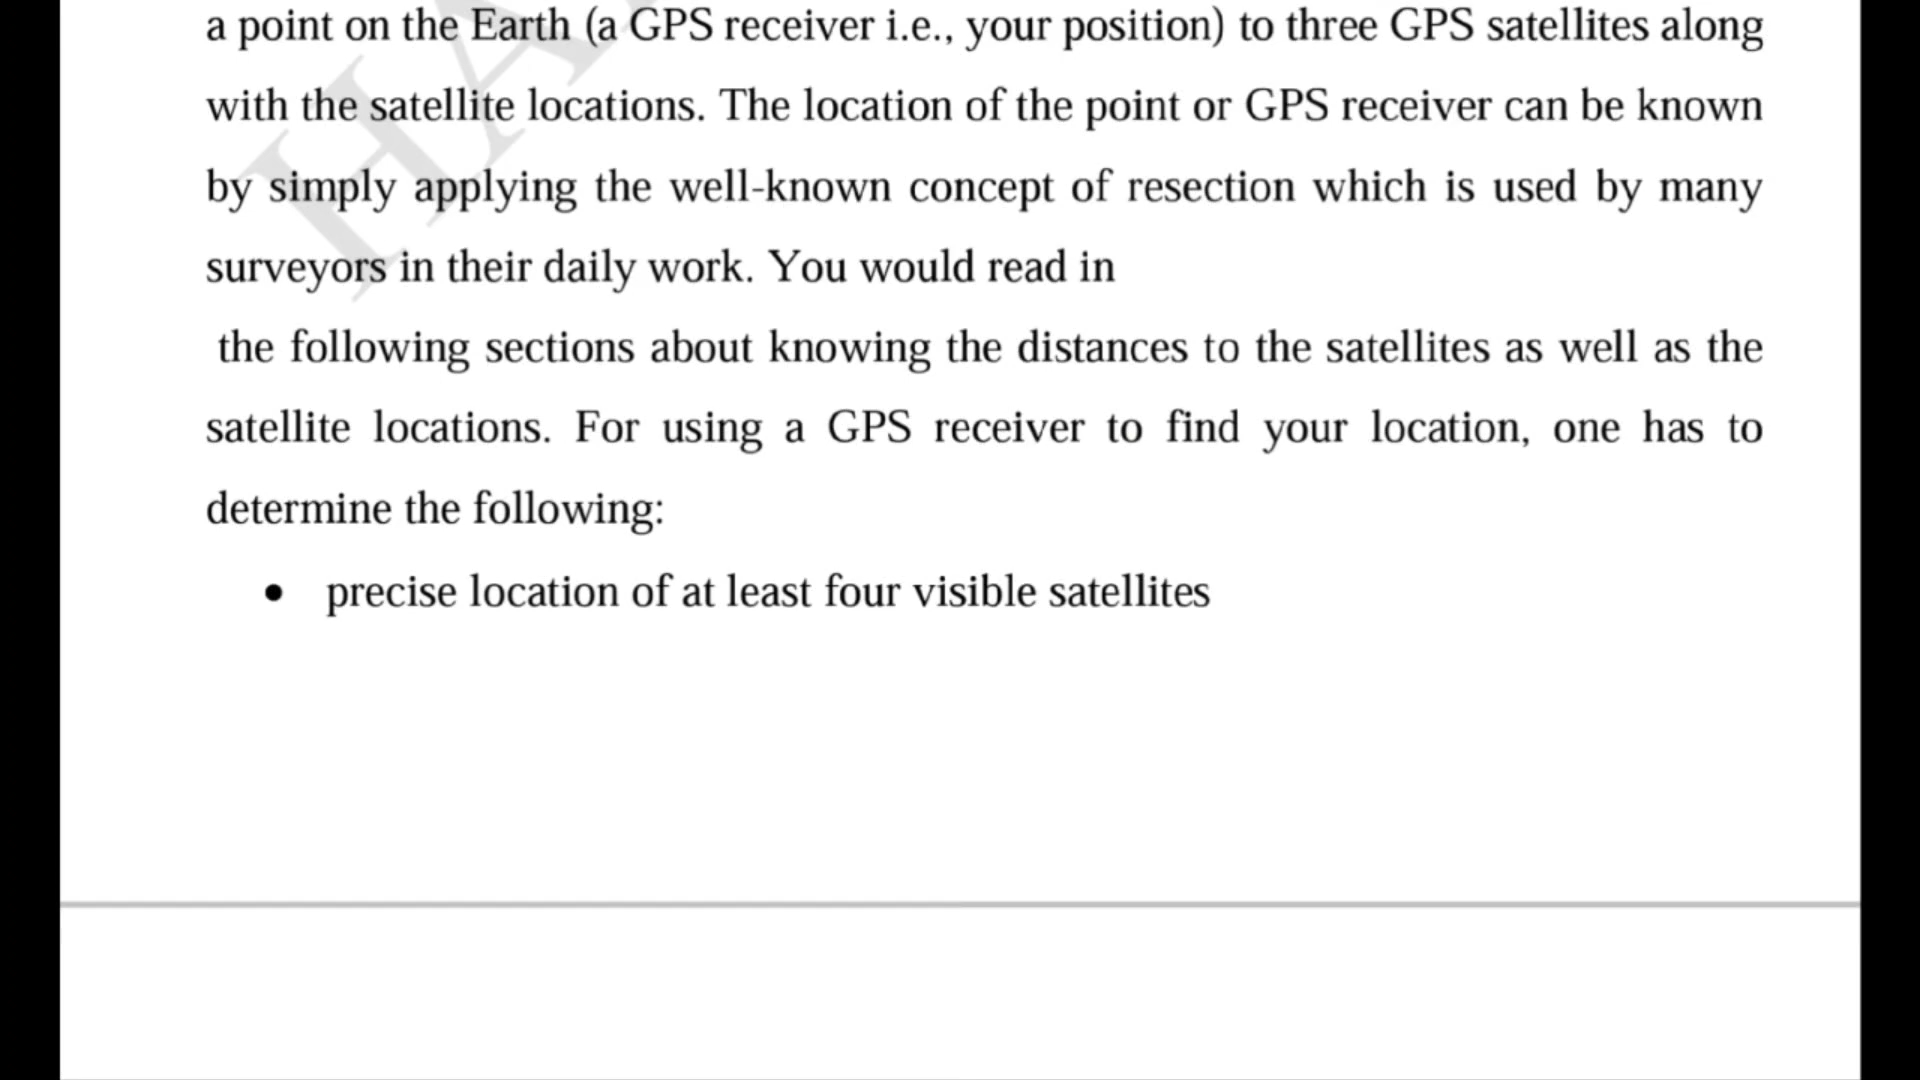 a point on the Earth (a GPS receiver i.e., your position) to three GPS satellites along
with the satellite locations. The location of the point or GPS receiver can be known
by simply applying the well-known concept of resection which is used by many
surveyors in their daily work. You would read in
the following sections about knowing the distances to the satellites as well as the
satellite locations. For using a GPS receiver to find your location, one has to
determine the following:
• precise location of at least four visible satellites